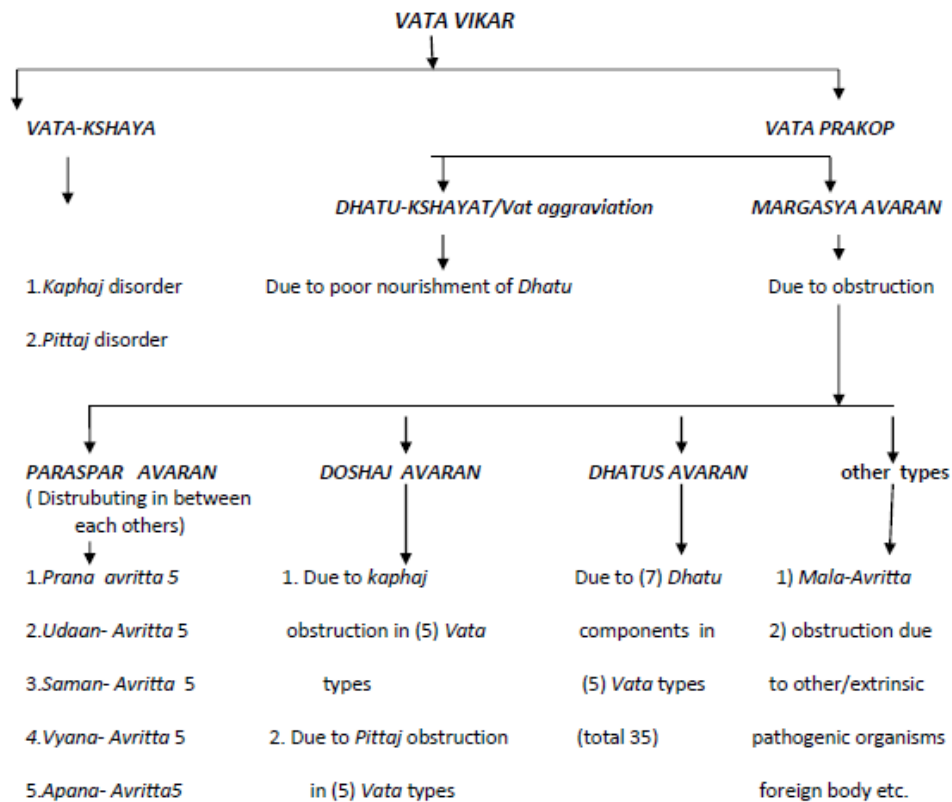 VATA VIKAR
VATA-KSHAYA
VATA PRAKOP
DHATU-KSHAYAT/Vat aggraviation
MARGASYA AVARAN
1.Kaphaj disorder
Due to poor nourishment of Dhatu
Due to obstruction
2.Pittaj disorder
PARASPAR AVARAN
( Distrubuting in between
each others)
DOSHAJ AVARAN
DHATUS AVARAN
other types
1.Prana avritta 5
2.Udaan- Avritta 5
3.Saman- Avritta 5
4.Vyana- Avritta 5
5.Apana- Avritta5
1. Due to kaphaj
obstruction in (5) Vata
types
2. Due to Pittaj obstruction
in (5) Vata types
Due to (7) Dhatu
components in
(5) Vata types
(total 35)
1) Mala-Avritta
2) obstruction due
to other/extrinsic
pathogenic organisms
foreign body etc.